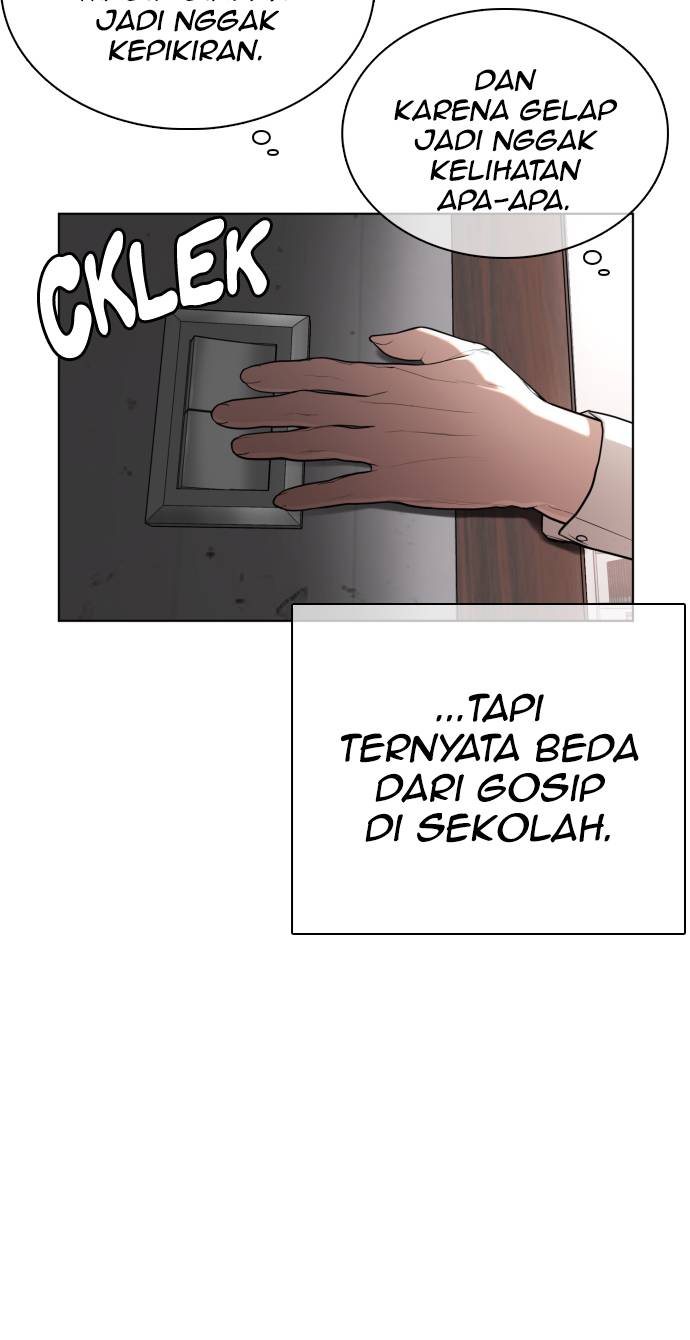 JADI NGGAK
KEPIKIRAN.
DAN
KARENA GELAP
JADI NGGAK
KELIHATAN
APA-APA.
CKLEK
...TAPI
TERNYATA BEDA
DARI GOSIP
DI SEKOLAH.